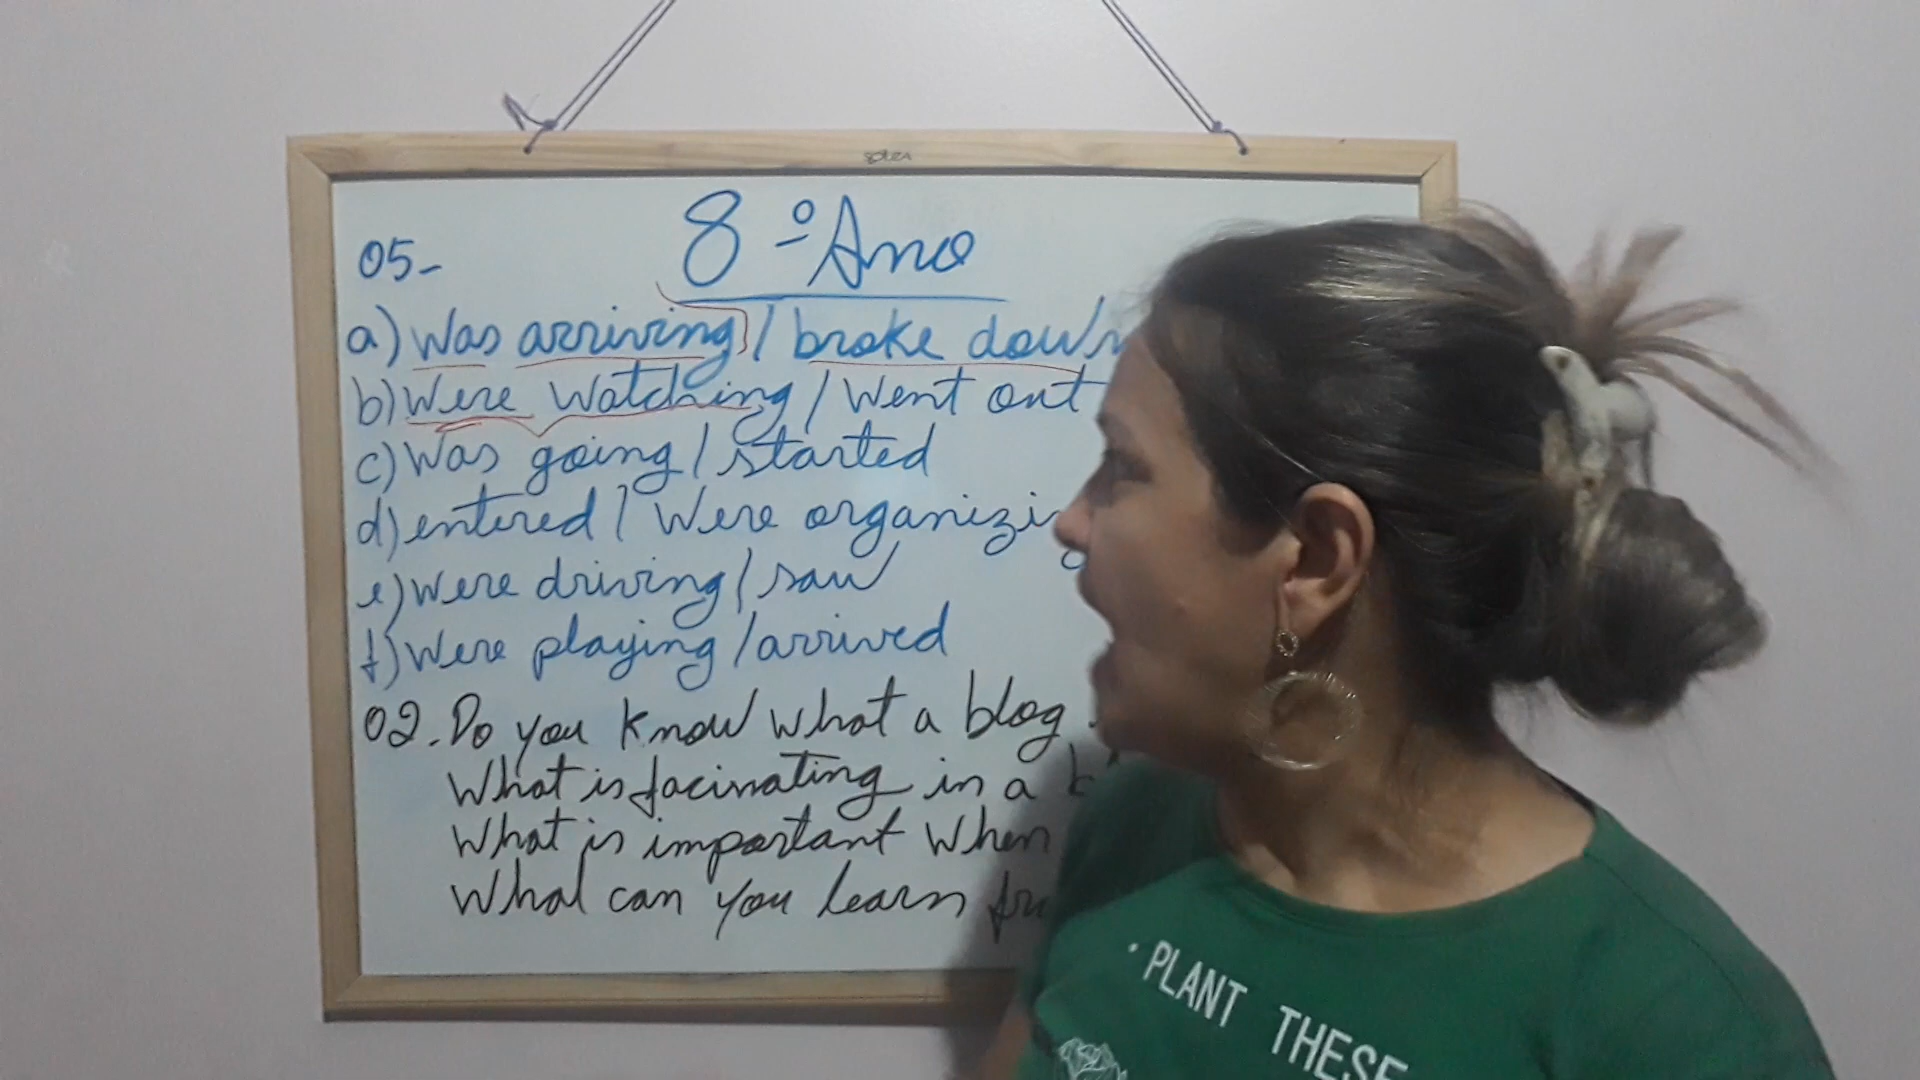 8º Ano
05-
a) Was arriving / broke down
b) Were watching / Went out
c) Was going / started
d) entered / Were organizi
e) Were driving / saw
f) Were playing / arrived
02. Do you know what a blog
What is facinating in a
What is important when
What can you learn
. PLANT THESE